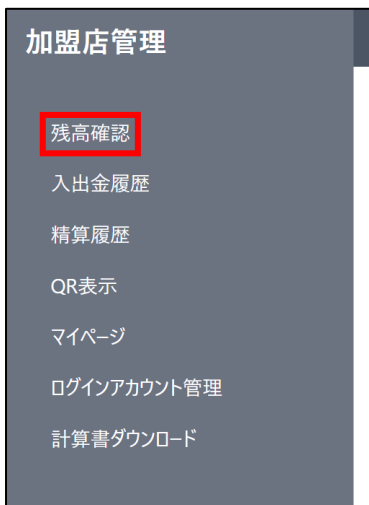 加盟店管理
残高確認
入出金履歴
精算履歴
QR表示
マイページ
ログインアカウント管理
計算書ダウンロード